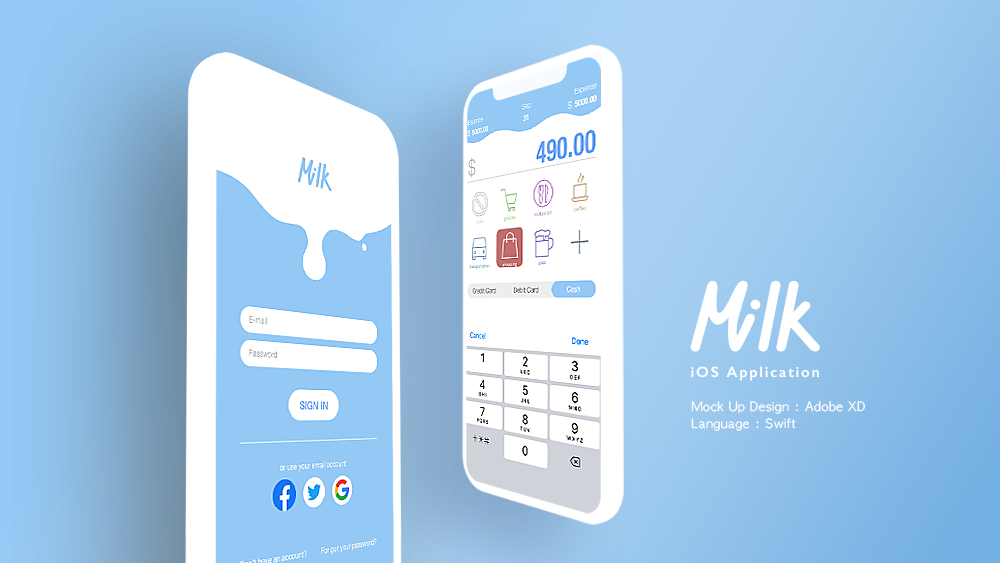 Milk
E-mail
Password
SIGN IN
or use your email account
Don't have an account?
Forgot your password?
Balance
$ 5000.00
Sep
31
Expense
$ 5000.00
$
490.00
grocery
restaurant
coffee
transportation
shopping
Credit Card
Debit Card
Cash
Cancel
Done
1
2
ABC
3
DEF
4
GHI
5
JKL
6
MNO
7
PQRS
8
TUV
9
WXYZ
+*#
0
Milk
iOS Application
Mock Up Design : Adobe XD
Language : Swift